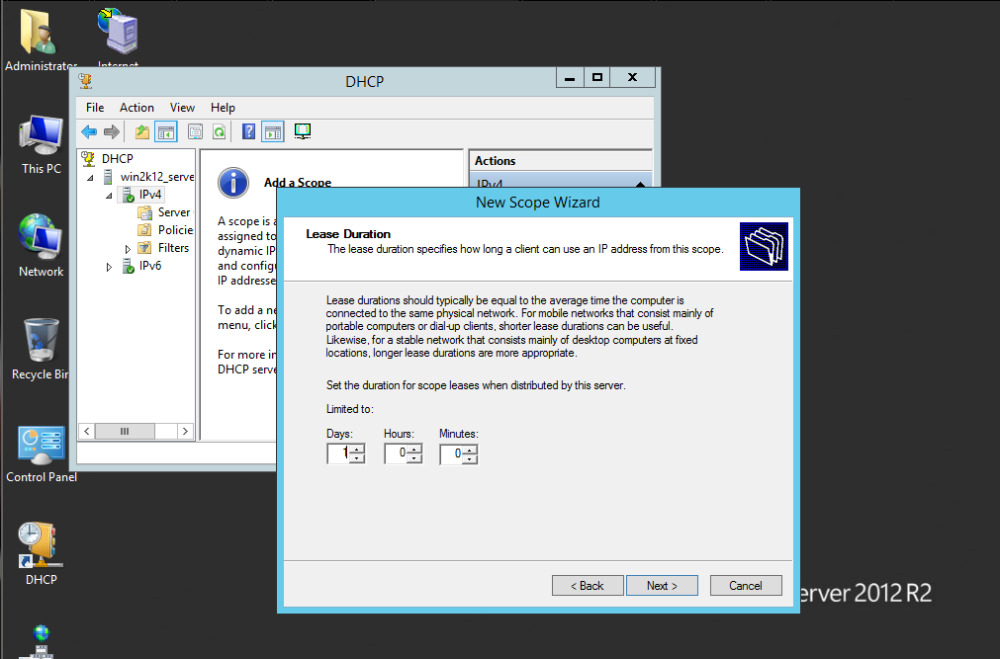 Administrator
Internet
This PC
Network
Recycle Bin
Control Panel
DHCP
DHCP
File Action View Help
DHCP
win2k12_serve
IPv4
Server
Policie
Filters
IPv6
Add a Scope
A scope is a
assigned to
dynamic IP
and config
IP addresse
To add a ne
menu, click
For more in
DHCP serve
Actions
IPv4
New Scope Wizard
Lease Duration
The lease duration specifies how long a client can use an IP address from this scope.
Lease durations should typically be equal to the average time the computer is
connected to the same physical network. For mobile networks that consist mainly of
portable computers or dial-up clients, shorter lease durations can be useful.
Likewise, for a stable network that consists mainly of desktop computers at fixed
locations, longer lease durations are more appropriate.
Set the duration for scope leases when distributed by this server.
Limited to:
Days: Hours: Minutes:
1 0 0
< Back Next > Cancel
erver 2012 R2